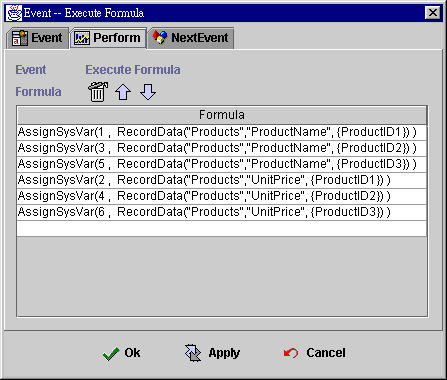 Event -- Execute Formula
Event Perform NextEvent
Event Execute Formula
Formula
Formula
AssignSysVar(1 , RecordData("Products","ProductName", {ProductID1}) )
AssignSysVar(3 , RecordData("Products","ProductName", {ProductID2}) )
AssignSysVar(5 , RecordData("Products","ProductName", {ProductID3}) )
AssignSysVar(2 , RecordData("Products","UnitPrice", {ProductID1}) )
AssignSysVar(4 , RecordData("Products","UnitPrice", {ProductID2}) )
AssignSysVar(6 , RecordData("Products","UnitPrice", {ProductID3}) )
Ok Apply Cancel